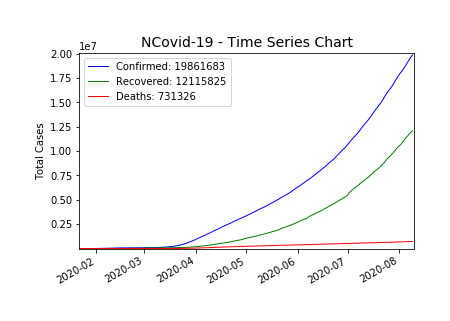 NCovid-19 - Time Series Chart
1e7
2.00
1.75
1.50
1.25
1.00
0.75
0.50
0.25
Total Cases
Confirmed: 19861683
Recovered: 12115825
Deaths: 731326
2020-02
2020-03
2020-04
2020-05
2020-06
2020-07
2020-08